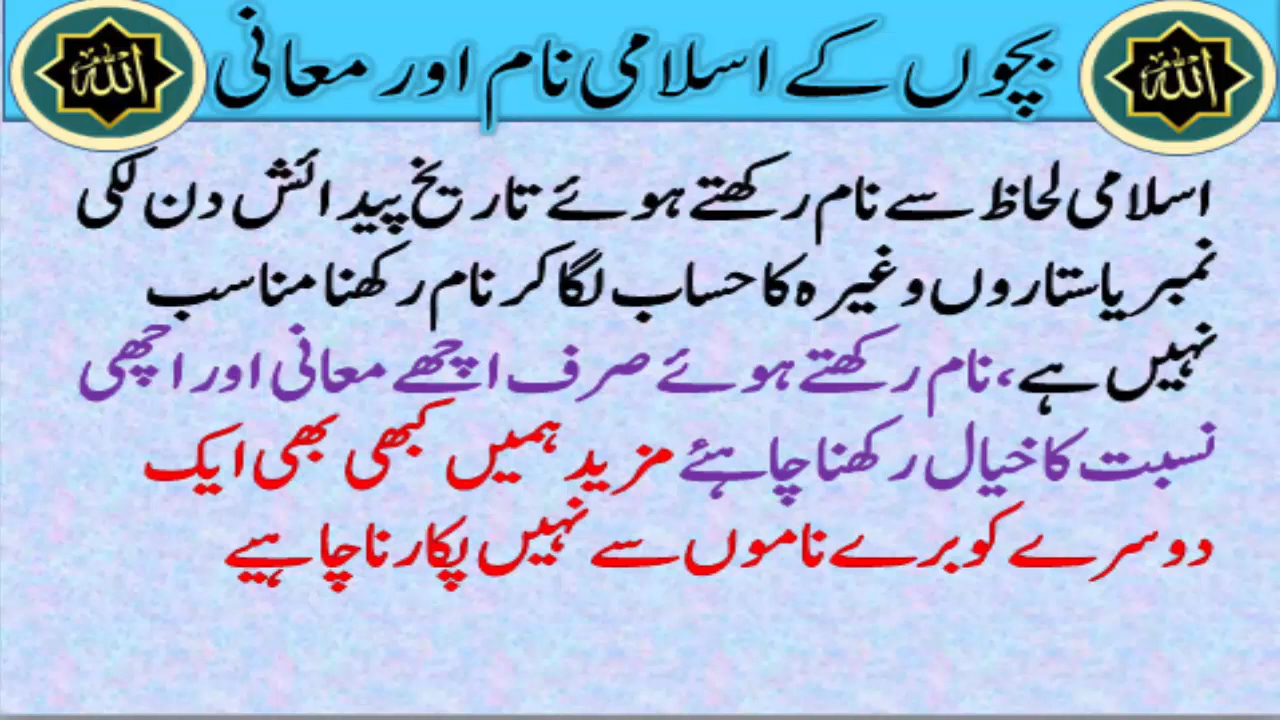 بچوں کے اسلامی نام اور معانی
الله
الله
اسلامی لحاظ سے نام رکھتے ہوئے تاریخ پیدائش دن لکی
نمبر یا ستاروں وغیرہ کا حساب لگا کر نام رکھنا مناسب
نہیں ہے، نام رکھتے ہوئے صرف اچھے معانی اور اچھی
نسبت کا خیال رکھنا چاہئے مزید ہمیں کبھی بھی ایک
دوسرے کو برے ناموں سے نہیں پکارنا چاہیے